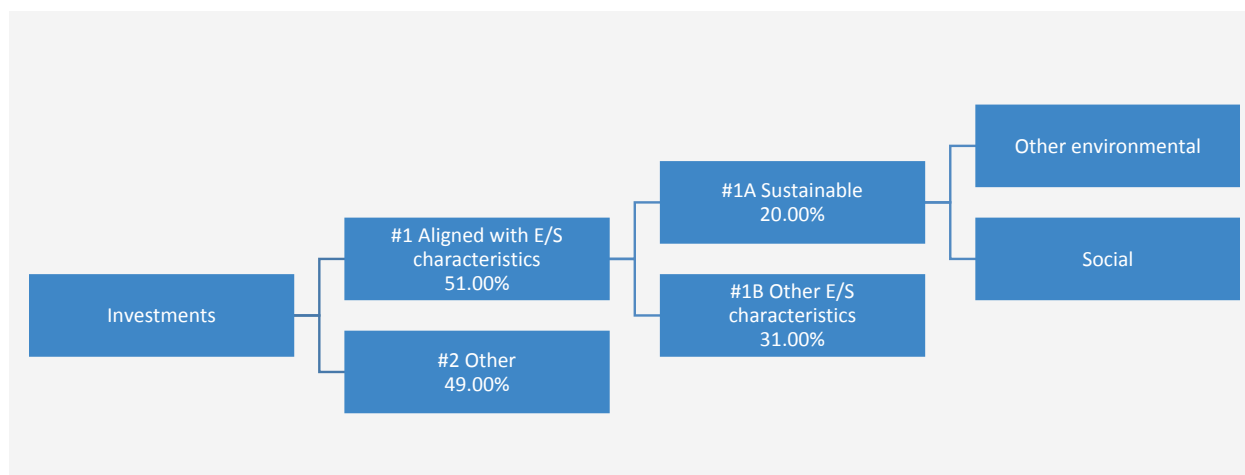 Investments
#1 Aligned with E/S
characteristics
51.00%
#2 Other
49.00%
#1A Sustainable
20.00%
#1B Other E/S
characteristics
31.00%
Other environmental
Social